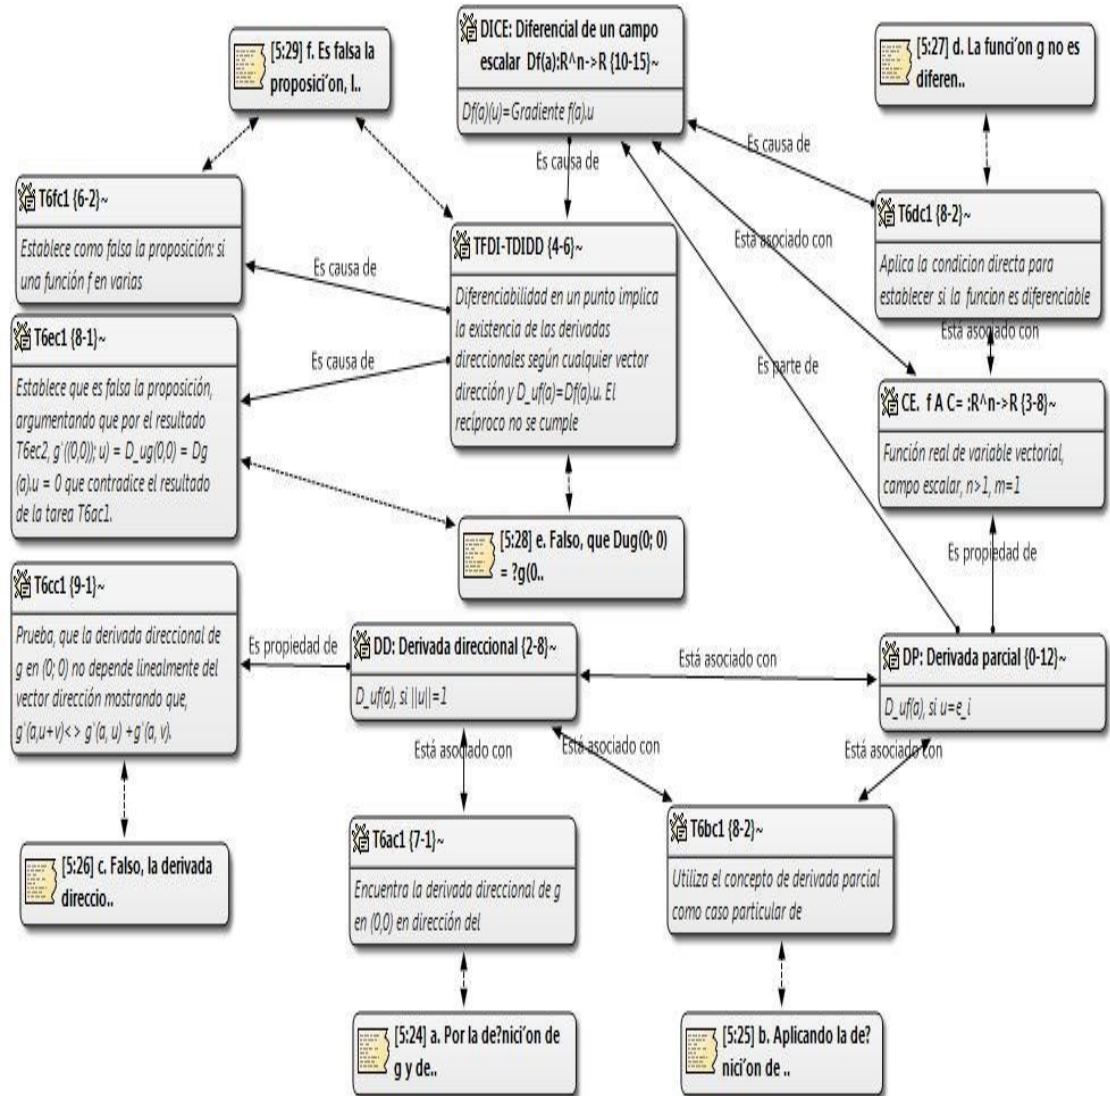 [5:29] f. Es falsa la
proposici´on, l..
DICE: Diferencial de un campo
escalar Df(a):R^n->R {10-15}~
Df(a)(u)=Gradiente f(a).u
[5:27] d. La funci´on g no es
diferen..
Es causa de
Es causa de
T6fc1 {6-2}~
Establece como falsa la proposición: si
una función f en varias
TFDI-TDIDD {4-6}~
Diferenciabilidad en un punto implica
la existencia de las derivadas
direccionales según cualquier vector
dirección y D_uf(a)=Df(a).u. El
recíproco no se cumple
T6dc1 {8-2}~
Aplica la condicion directa para
establecer si la funcion es diferenciable
Está asociado con
Es causa de
Está asociado con
T6ec1 {8-1}~
Establece que es falsa la proposición,
argumentando que por el resultado
T6ec2, g´((0,0)); u) = D_ug(0,0) = Dg
(a).u = 0 que contradice el resultado
de la tarea T6ac1.
Es causa de
Es parte de
CE. f A C= :R^n->R {3-8}~
Función real de variable vectorial,
campo escalar, n>1, m=1
[5:28] e. Falso, que Dug(0; 0)
= ?g(0..
Es propiedad de
T6cc1 {9-1}~
Prueba, que la derivada direccional de
g en (0; 0) no depende linealmente del
vector dirección mostrando que,
g´(a,u+v)<> g´(a, u) +g´(a, v).
Es propiedad de
DD: Derivada direccional {2-8}~
D_uf(a), si ||u||=1
Está asociado con
DP: Derivada parcial {0-12}~
D_uf(a), si u=e_i
Está asociado con
Está asociado con
Está asociado con
[5:26] c. Falso, la derivada
direccio..
T6ac1 {7-1}~
Encuentra la derivada direccional de g
en (0,0) en dirección del
T6bc1 {8-2}~
Utiliza el concepto de derivada parcial
como caso particular de
[5:24] a. Por la de?nici´on de
g y de..
[5:25] b. Aplicando la de?
nici´on de ..